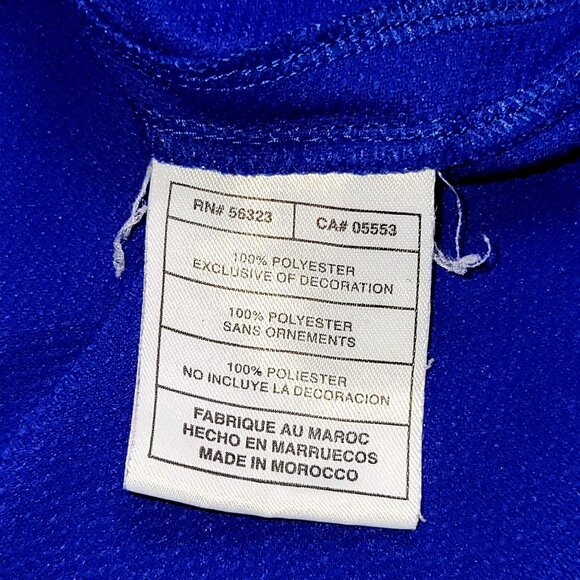 RN# 56323 CA# 05553
100% POLYESTER
EXCLUSIVE OF DECORATION
100% POLYESTER
SANS ORNEMENTS
100% POLIESTER
NO INCLUYE LA DECORACION
FABRIQUE AU MAROC
HECHO EN MARRUECOS
MADE IN MOROCCO